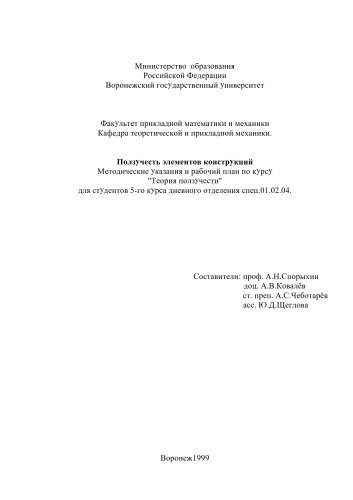 Министерство образования
Российской Федерации
Воронежский государственный университет
Факультет прикладной математики и механики
Кафедра теоретической и прикладной механики.
Ползучесть элементов конструкций
Методические указания и рабочий план по курсу
"Теория ползучести"
для студентов 5-го курса дневного отделения спец.01.02.04.
Составители: проф. А.Н.Спорыхин
доц. А.В.Ковалёв
ст. преп. А.С.Чеботарёв
асс. Ю.Д.Щеглова
Воронеж1999